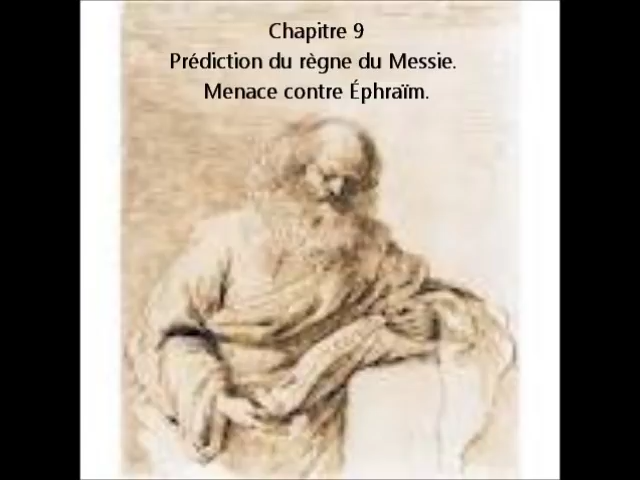 Chapitre 9
Prédiction du règne du Messie.
Menace contre Éphraïm.